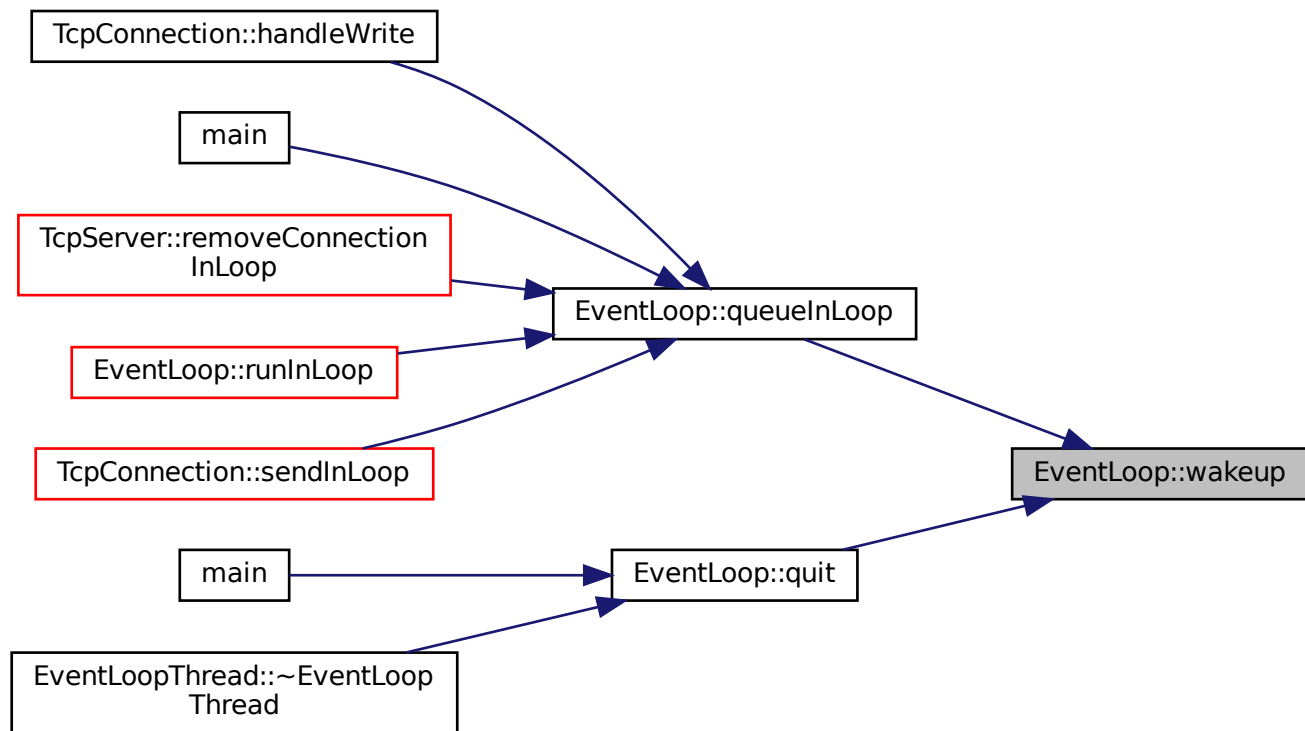 TcpConnection::handleWrite
main
TcpServer::removeConnection
InLoop
EventLoop::runInLoop
TcpConnection::sendInLoop
EventLoop::queueInLoop
EventLoop::wakeup
main
EventLoop::quit
EventLoopThread::~EventLoop
Thread